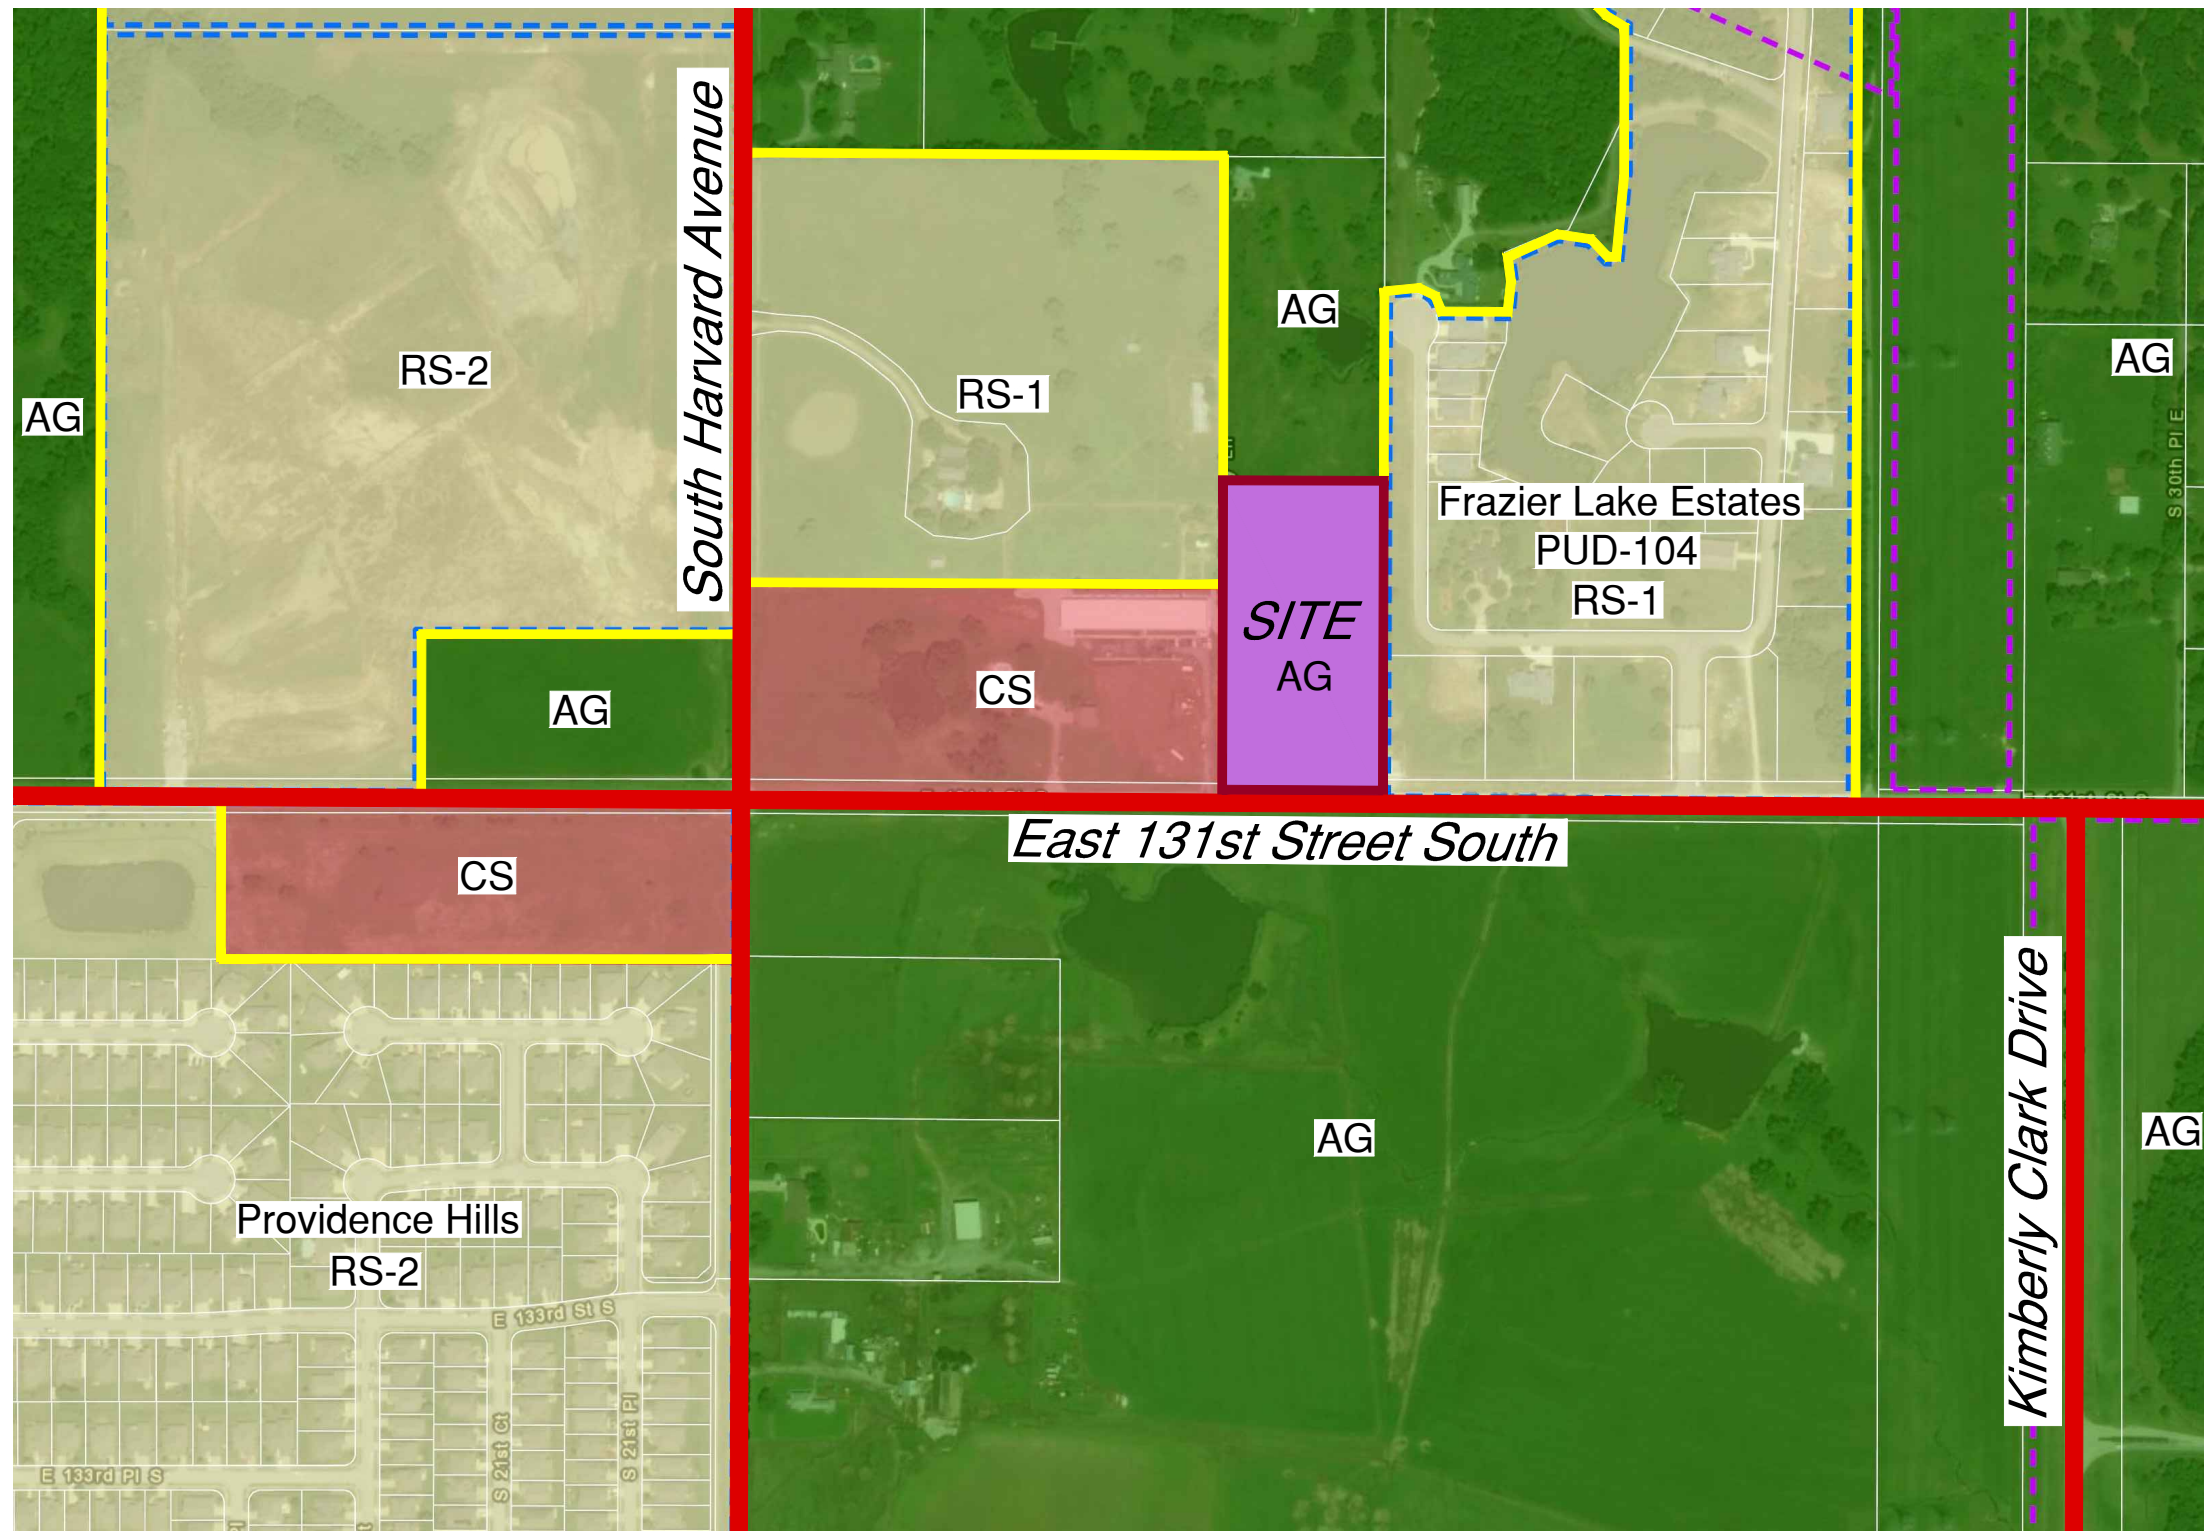 South Harvard Avenue
AG
RS-2
RS-1
AG
AG
S 30th Pl E
Frazier Lake Estates
PUD-104
RS-1
SITE
AG
CS
AG
East 131st Street South
CS
Kimberly Clark Drive
AG
AG
Providence Hills
RS-2
E 133rd St S
S 21st Ct
S 21st Pl
E 133rd Pl S